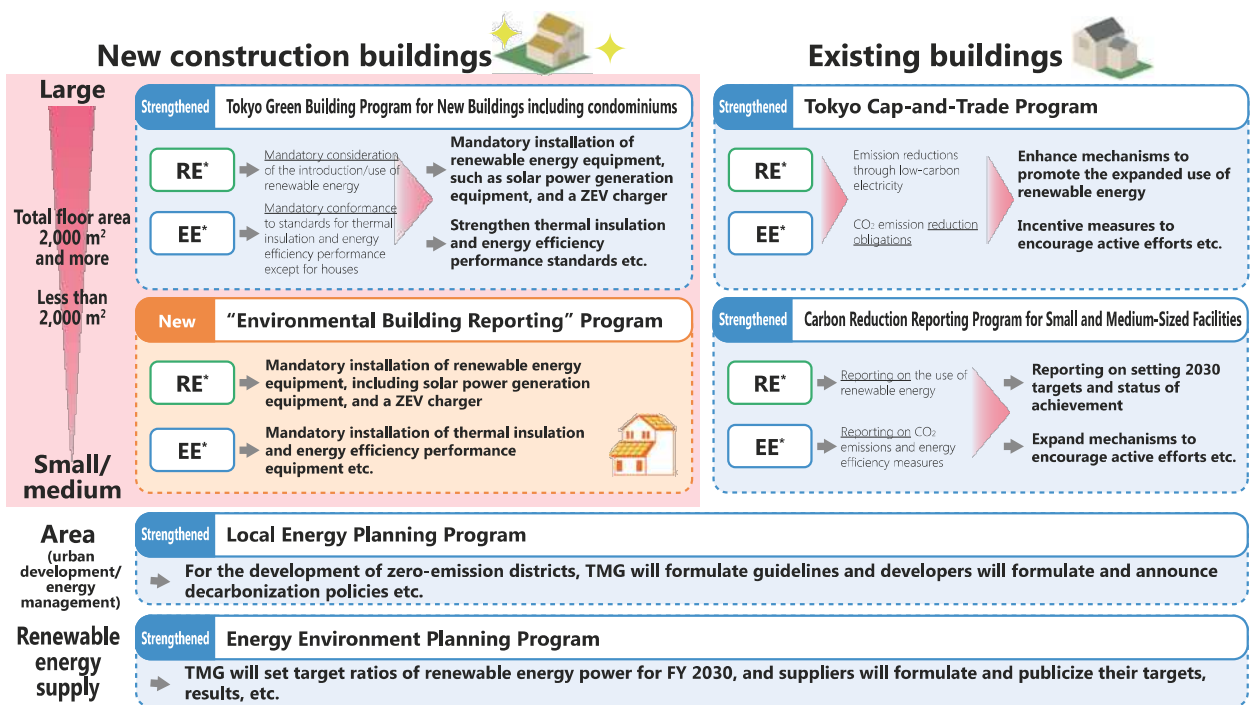 New construction buildings
Existing buildings
Large
Total floor area
2,000 m²
and more
Less than
2,000 m²
Small/
medium
Strengthened
Tokyo Green Building Program for New Buildings including condominiums
RE*
Mandatory consideration
of the introduction/use of
renewable energy
EE*
Mandatory conformance
to standards for thermal
insulation and energy
efficiency performance
except for houses
Mandatory installation of
renewable energy equipment,
such as solar power generation
equipment, and a ZEV charger
Strengthen thermal insulation
and energy efficiency
performance standards etc.
Strengthened
Tokyo Cap-and-Trade Program
RE*
Emission reductions
through low-carbon
electricity
EE*
CO₂ emission reduction
obligations
Enhance mechanisms to
promote the expanded use of
renewable energy
Incentive measures to
encourage active efforts etc.
New
“Environmental Building Reporting” Program
RE*
Mandatory installation of renewable energy
equipment, including solar power generation
equipment, and a ZEV charger
EE*
Mandatory installation of thermal insulation
and energy efficiency performance
equipment etc.
Strengthened
Carbon Reduction Reporting Program for Small and Medium-Sized Facilities
RE*
Reporting on the use of
renewable energy
EE*
Reporting on CO₂
emissions and energy
efficiency measures
Reporting on setting 2030
targets and status of
achievement
Expand mechanisms to
encourage active efforts etc.
Area
(urban
development/
energy
management)
Strengthened
Local Energy Planning Program
For the development of zero-emission districts, TMG will formulate guidelines and developers will formulate and announce
decarbonization policies etc.
Renewable
energy
supply
Strengthened
Energy Environment Planning Program
TMG will set target ratios of renewable energy power for FY 2030, and suppliers will formulate and publicize their targets,
results, etc.